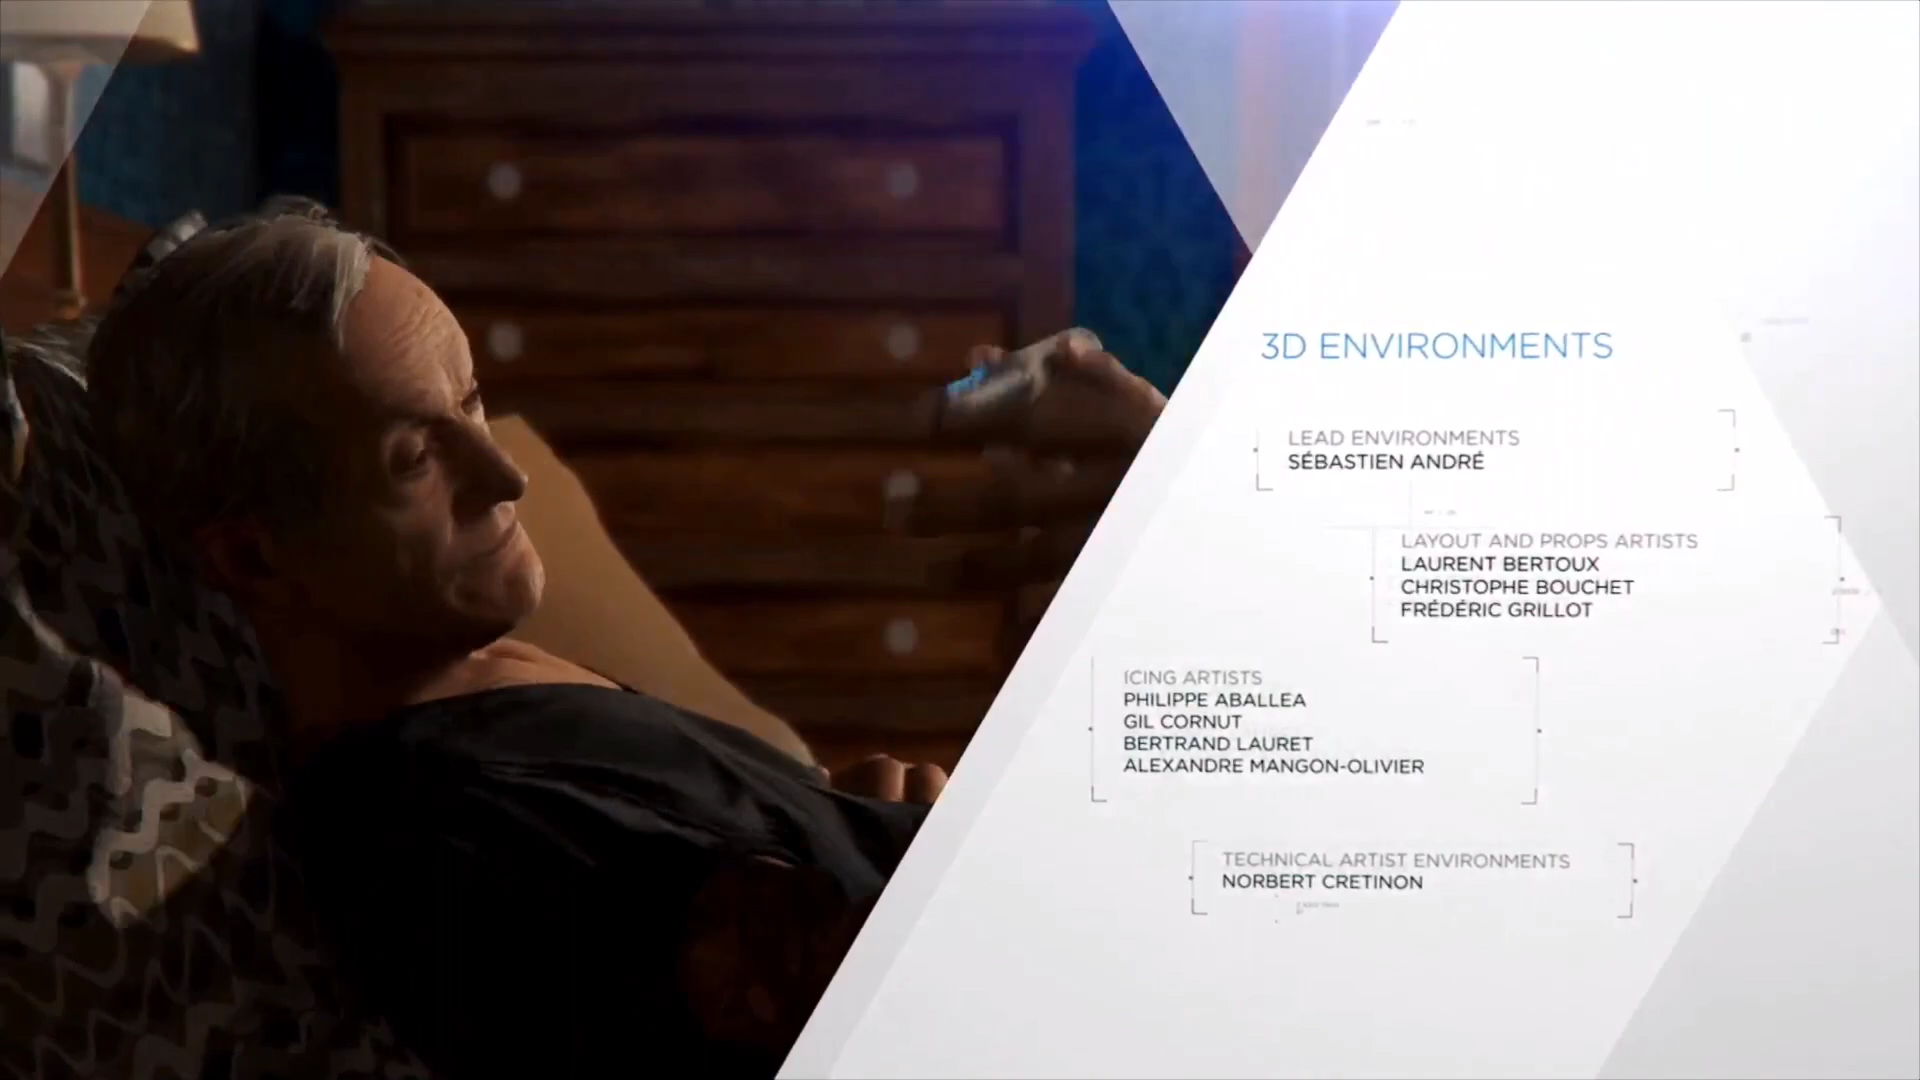 3D ENVIRONMENTS
LEAD ENVIRONMENTS
SÉBASTIEN ANDRÉ
LAYOUT AND PROPS ARTISTS
LAURENT BERTOUX
CHRISTOPHE BOUCHET
FRÉDÉRIC GRILLOT
ICING ARTISTS
PHILIPPE ABALLEA
GIL CORNUT
BERTRAND LAURET
ALEXANDRE MANGON-OLIVIER
TECHNICAL ARTIST ENVIRONMENTS
NORBERT CRETINON